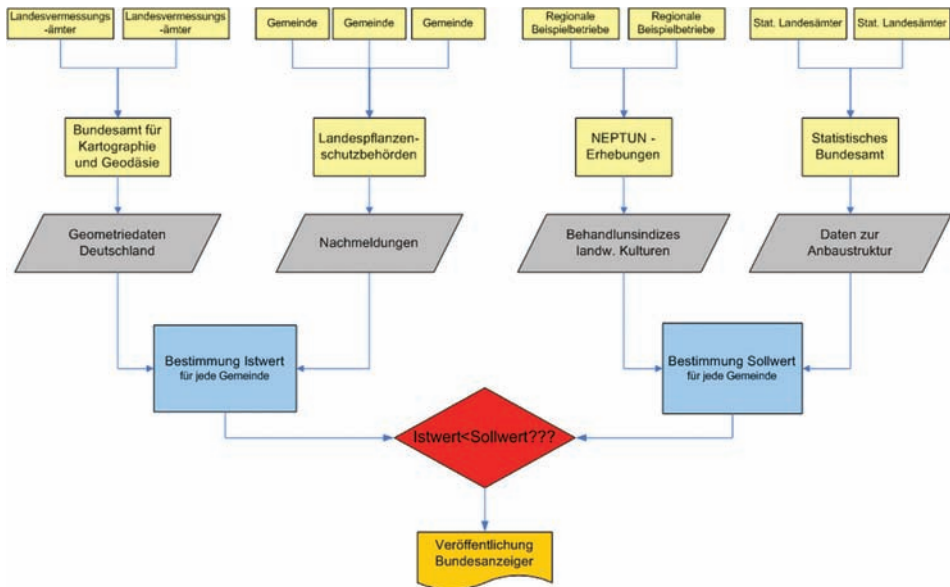 Landesvermessungs
-ämter
Landesvermessungs
-ämter
Gemeinde
Gemeinde
Gemeinde
Regionale
Beispielbetriebe
Regionale
Beispielbetriebe
Stat. Landesämter
Stat. Landesämter
Bundesamt für
Kartographie
und Geodäsie
Landespflanzen-
schutzbehörden
NEPTUN -
Erhebungen
Statistisches
Bundesamt
Geometriedaten
Deutschland
Nachmeldungen
Behandlunsindizes
landw. Kulturen
Daten zur
Anbaustruktur
Bestimmung Istwert
für jede Gemeinde
Bestimmung Sollwert
für jede Gemeinde
Istwert<Sollwert???
Veröffentlichung
Bundesanzeiger